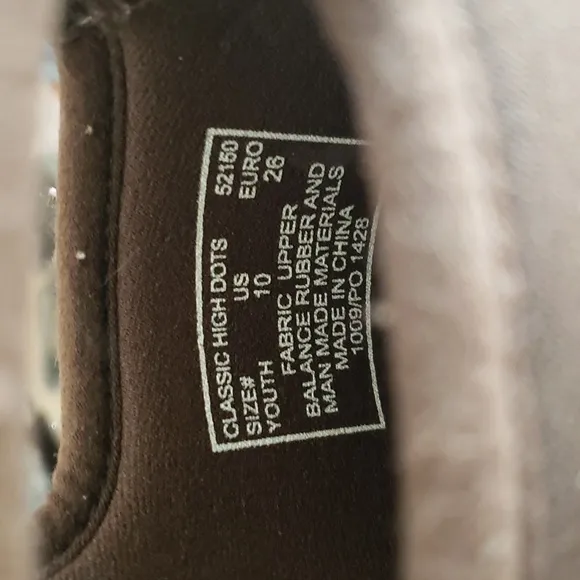 CLASSIC HIGH DOTS 52150
SIZE# US EURO
YOUTH 10 26
FABRIC UPPER
BALANCE RUBBER AND
MAN MADE MATERIALS
MADE IN CHINA
1009/PO 1428